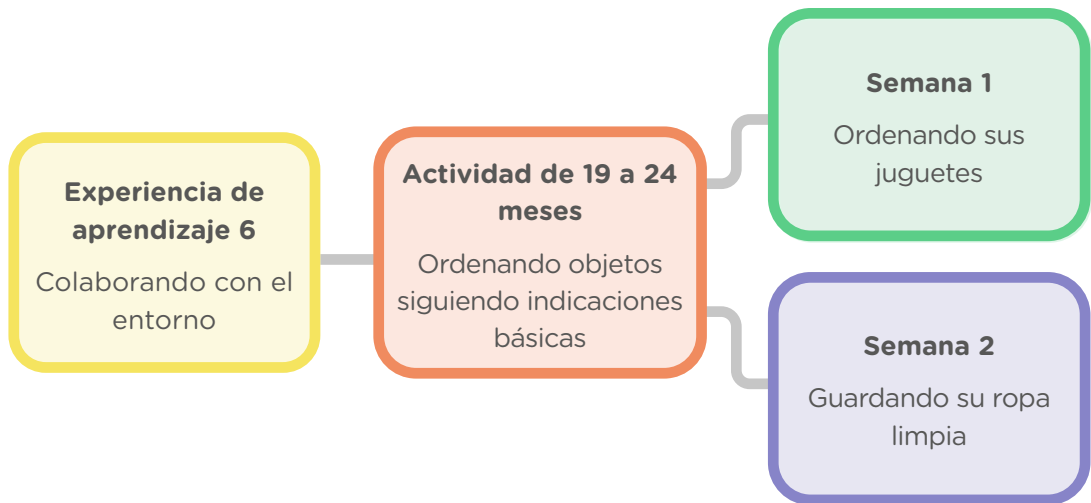 Experiencia de
aprendizaje 6
Colaborando con el
entorno
Actividad de 19 a 24
meses
Ordenando objetos
siguiendo indicaciones
básicas
Semana 1
Ordenando sus
juguetes
Semana 2
Guardando su ropa
limpia